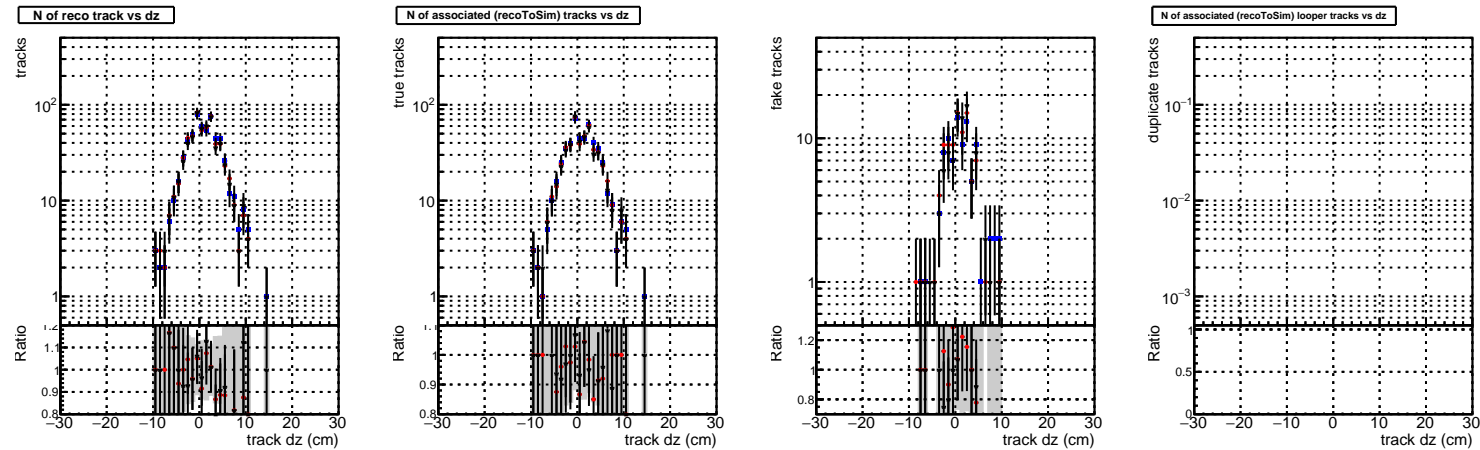 N of reco track vs dz
tracks
10²
10
1
Ratio
1.2
1.1
1
0.9
0.8
−30 −20 −10 0 10 20 30
track dz (cm)
N of associated (recoToSim) tracks vs dz
true tracks
10²
10
1
Ratio
1
0.9
0.8
−30 −20 −10 0 10 20 30
track dz (cm)
fake tracks
10
1
Ratio
1.2
1
0.8
−30 −20 −10 0 10 20 30
track dz (cm)
N of associated (recoToSim) looper tracks vs dz
duplicate tracks
10⁻¹
10⁻²
10⁻³
Ratio
1
0.5
0
−30 −20 −10 0 10 20 30
track dz (cm)